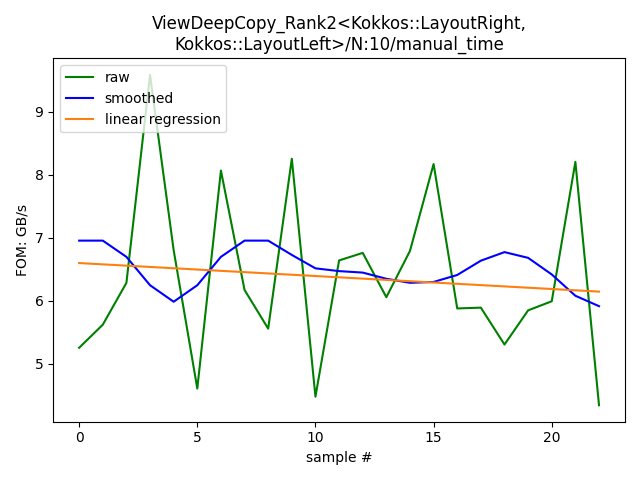 ViewDeepCopy_Rank2<Kokkos::LayoutRight,
Kokkos::LayoutLeft>/N:10/manual_time
raw
smoothed
linear regression
FOM: GB/s
9
8
7
6
5
0 5 10 15 20
sample #